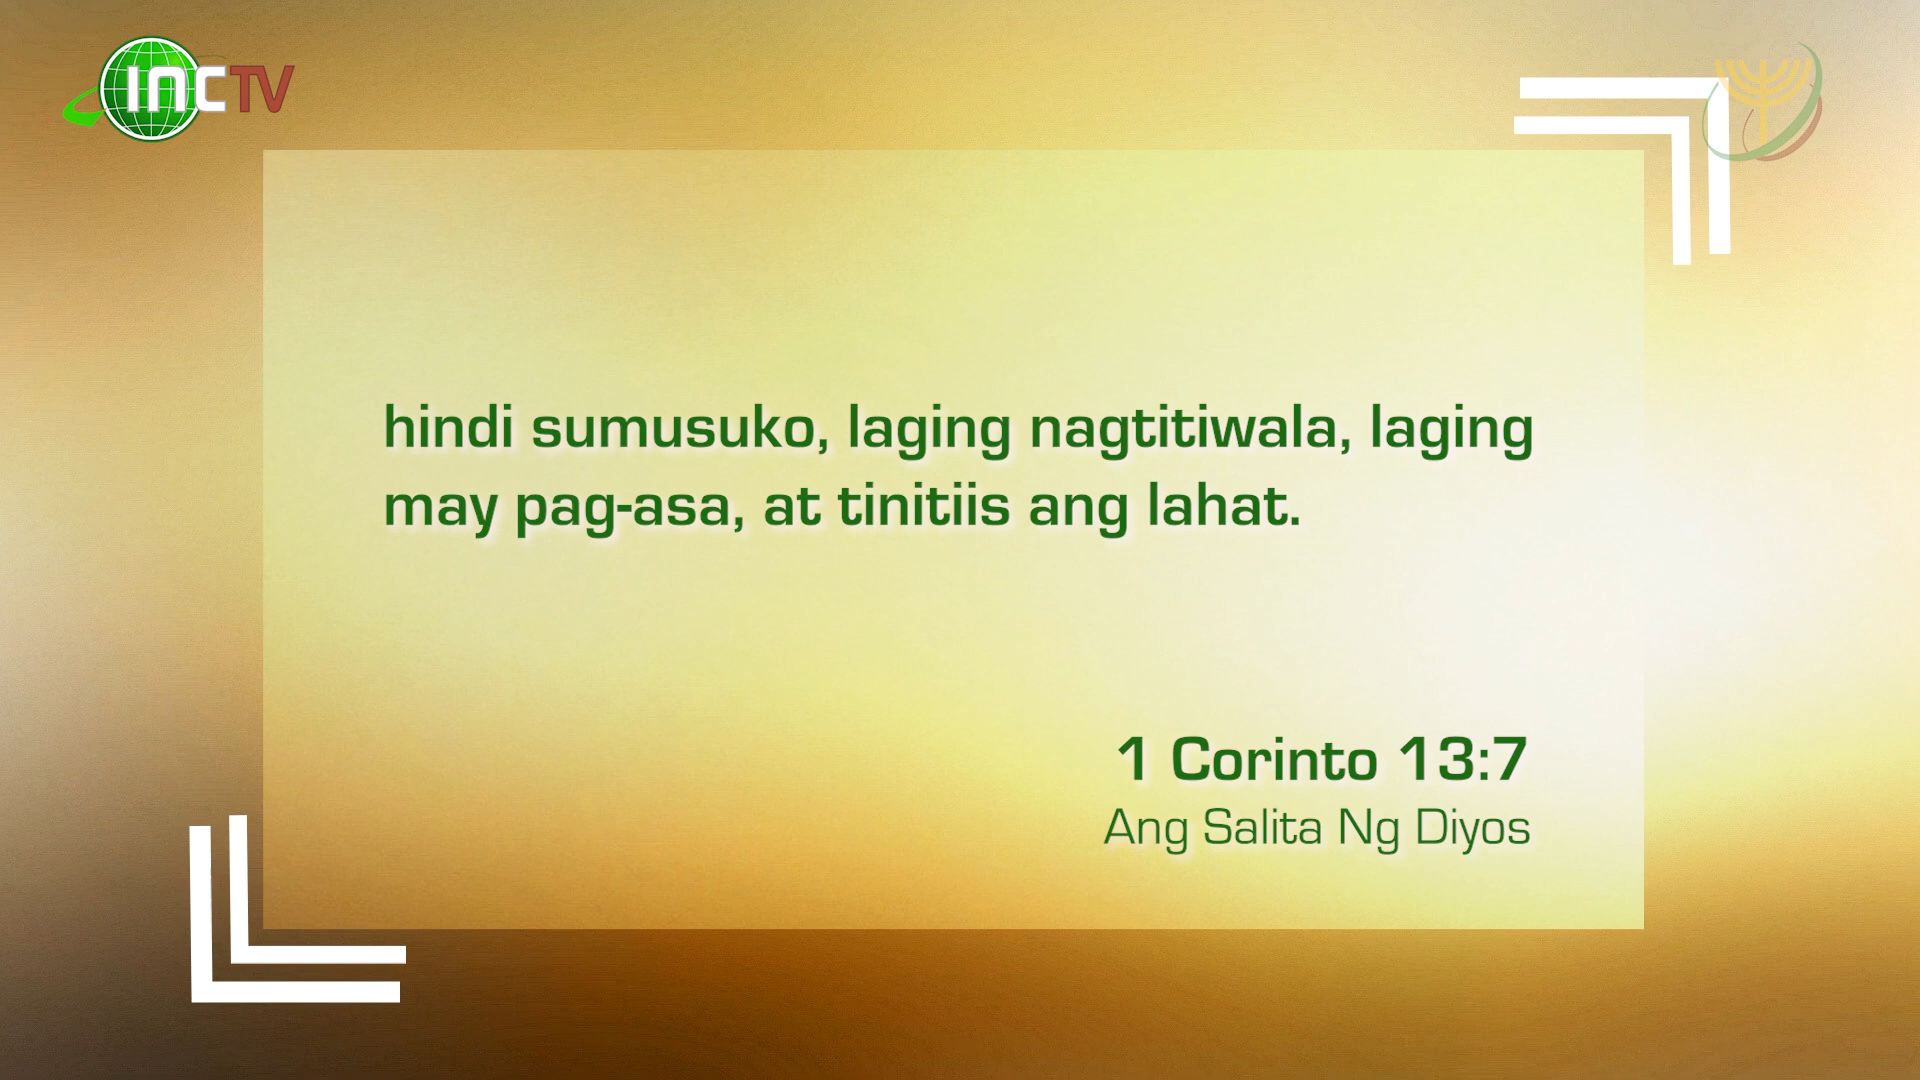 INCTV
hindi sumusuko, laging nagtitiwala, laging
may pag-asa, at tinitiis ang lahat.
1 Corinto 13:7
Ang Salita Ng Diyos